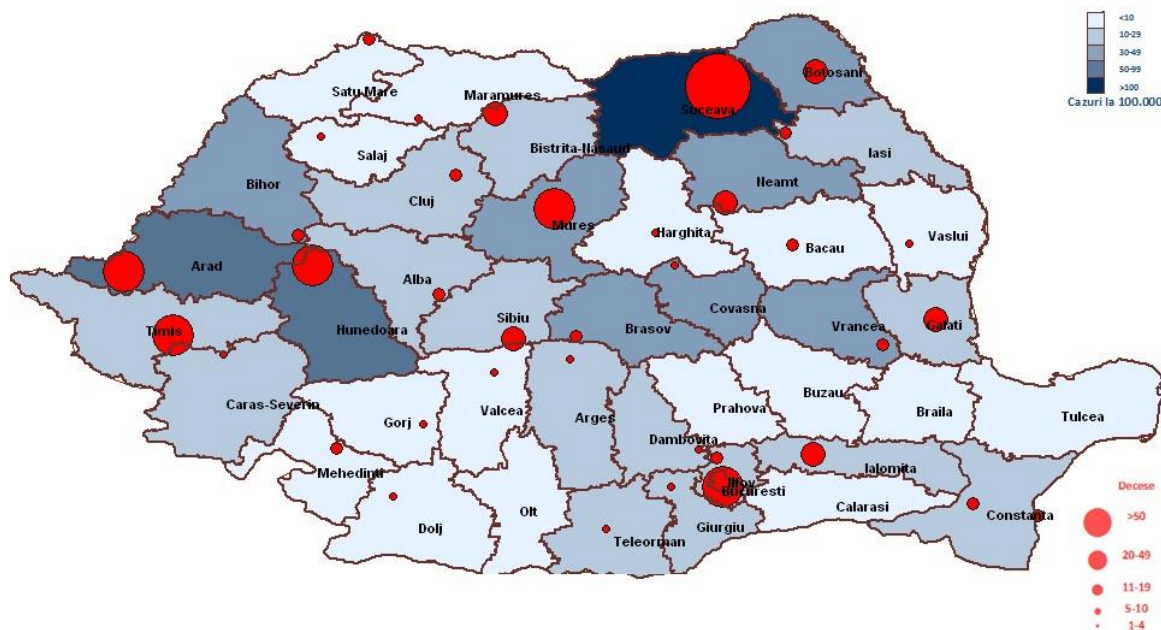 <10
10-29
30-49
50-99
>100
Cazuri la 100.000
Botosani
Satu Mare
Maramures
Suceava
Bistrita-Nasaud
Iasi
Salaj
Bihor
Neamt
Cluj
Mures
Harghita
Vaslui
Bacau
Arad
Alba
Covasna
Sibiu
Timis
Hunedoara
Brasov
Vrancea
Galati
Caras-Severin
Buzau
Valcea
Prahova
Braila
Tulcea
Gorj
Arges
Dambovita
Mehedinti
Ialomita
Ilfov
Bucuresti
Calarasi
Olt
Constanta
Dolj
Giurgiu
Teleorman
Decese
>50
20-49
11-19
5-10
1-4